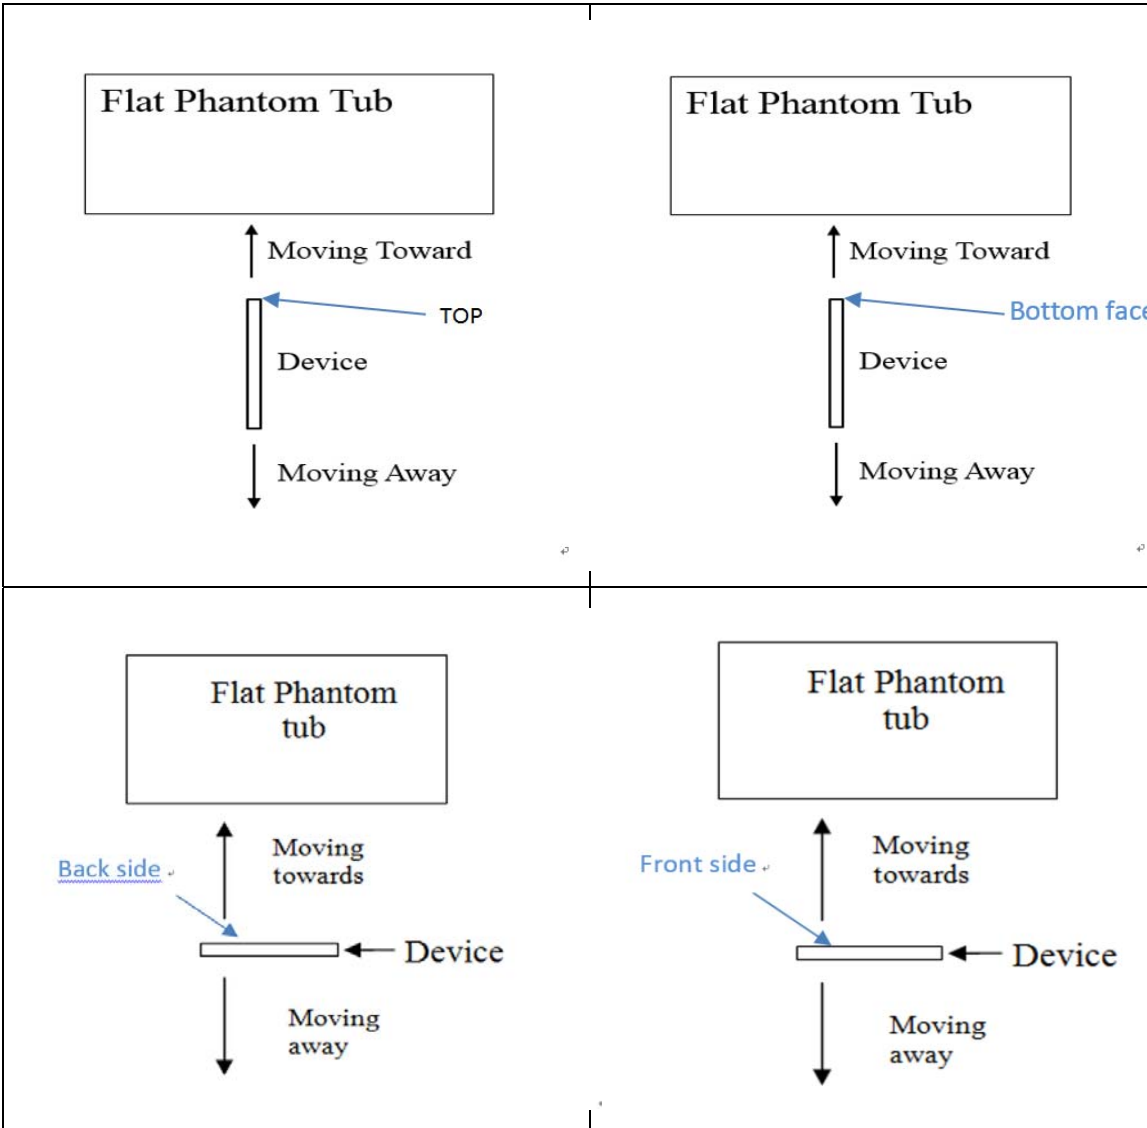 Flat Phantom Tub
Moving Toward
TOP
Device
Moving Away
Flat Phantom Tub
Moving Toward
Bottom face
Device
Moving Away
Flat Phantom
tub
Moving
towards
Back side
Device
Moving
away
Flat Phantom
tub
Moving
towards
Front side
Device
Moving
away